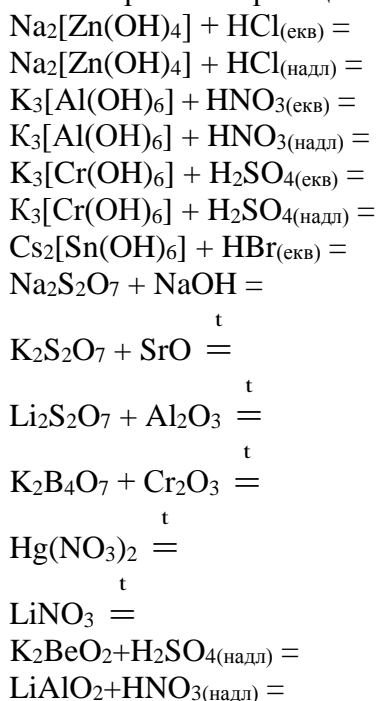 Na2[Zn(OH)4] + HCl(екв) =
Na2[Zn(OH)4] + HCl(надл) =
K3[Al(OH)6] + HNO3(екв) =
K3[Al(OH)6] + HNO3(надл) =
K3[Cr(OH)6] + H2SO4(екв) =
K3[Cr(OH)6] + H2SO4(надл) =
Cs2[Sn(OH)6] + HBr(екв) =
Na2S2O7 + NaOH =
t
K2S2O7 + SrO =
t
Li2S2O7 + Al2O3 =
t
K2B4O7 + Cr2O3 =
t
Hg(NO3)2 =
t
LiNO3 =
K2BeO2+H2SO4(надл) =
LiAlO2+HNO3(надл) =